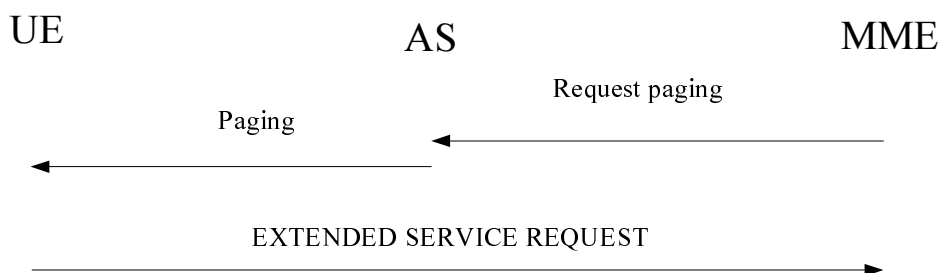 UE AS MME
Request paging
Paging
EXTENDED SERVICE REQUEST